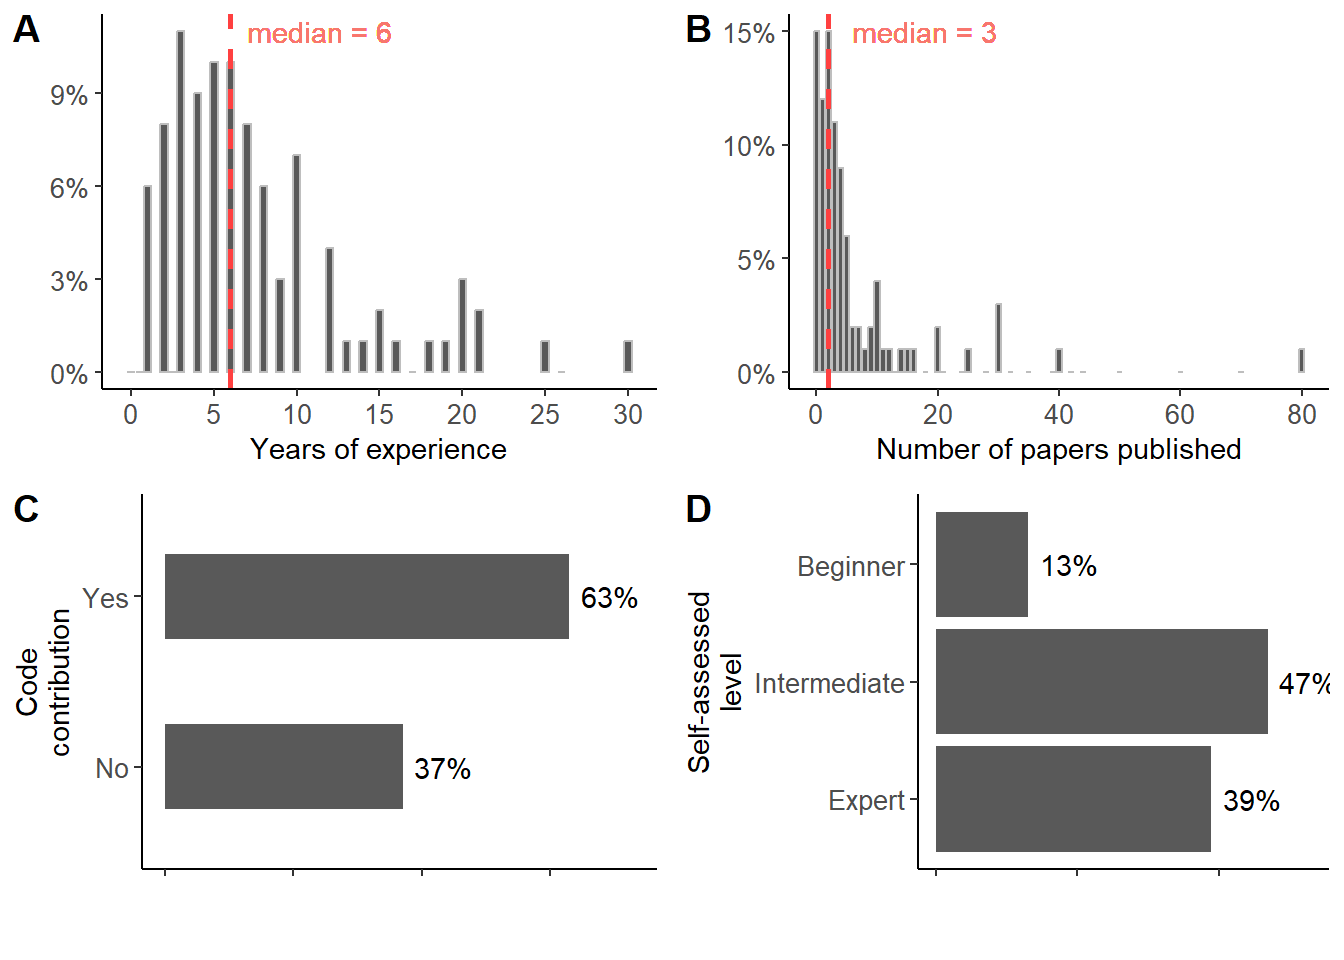 A
median = 6
9%
6%
3%
0%
0 5 10 15 20 25 30
Years of experience
B
median = 3
15%
10%
5%
0%
0 20 40 60 80
Number of papers published
C
Code
contribution
Yes
63%
No
37%
D
Self-assessed
level
Beginner
13%
Intermediate
47%
Expert
39%